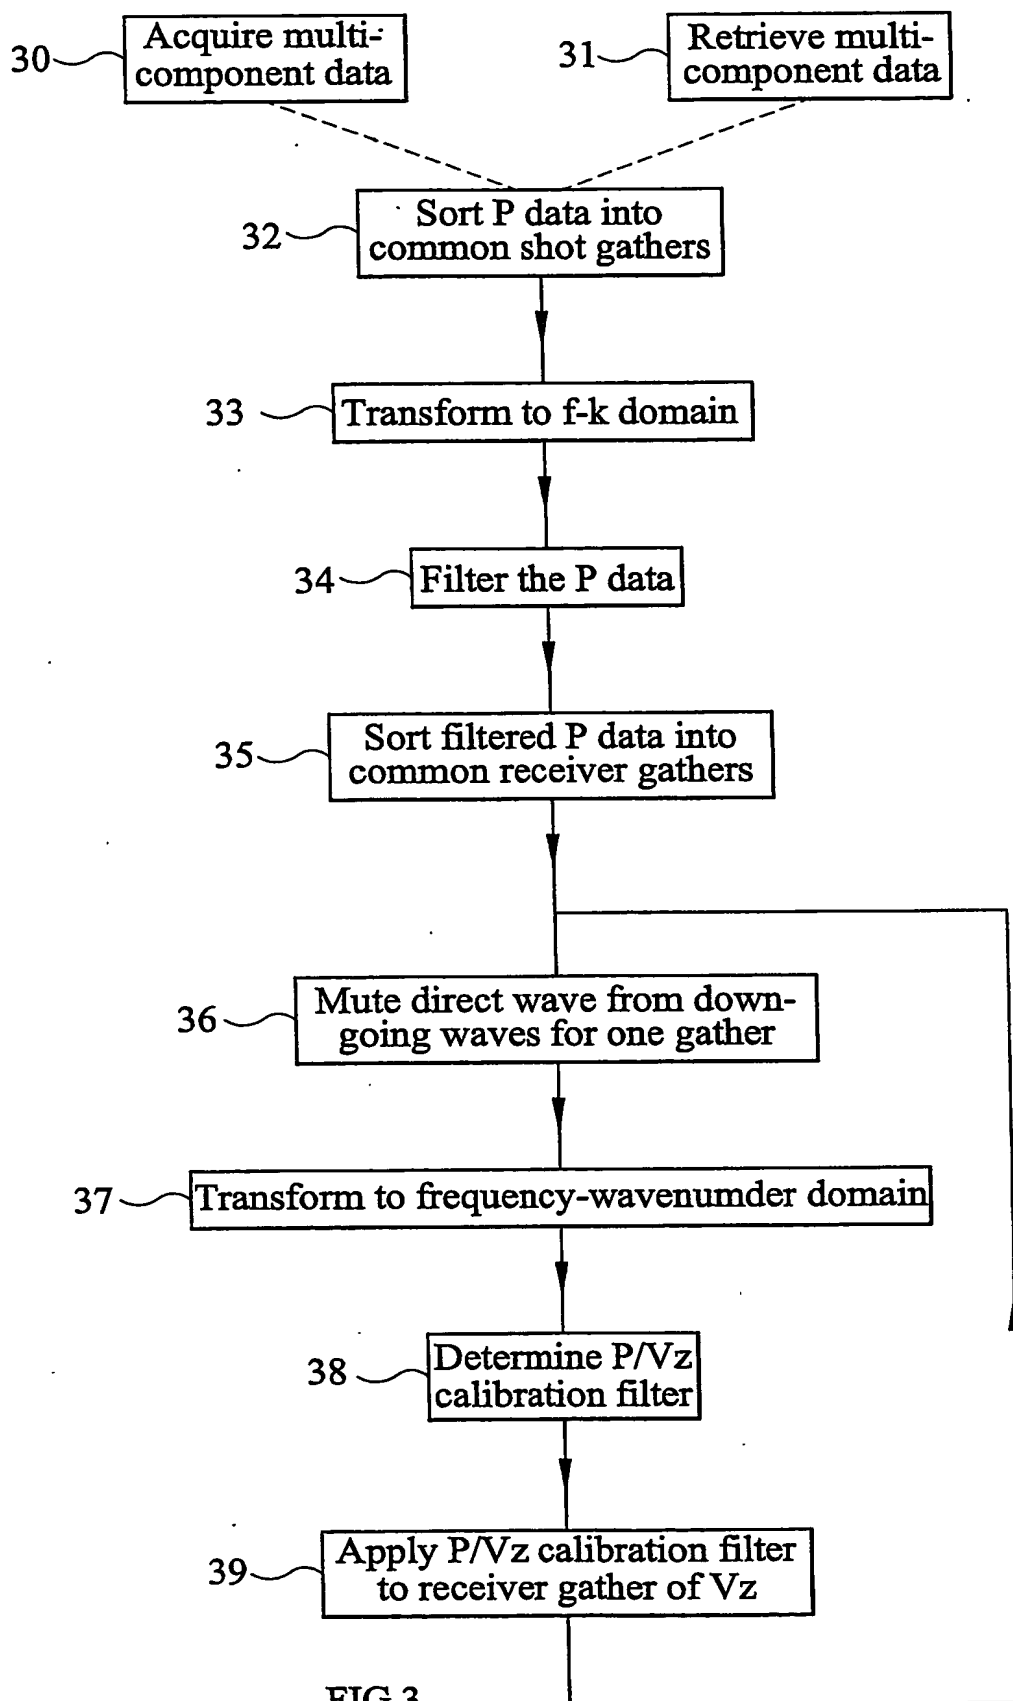 30
Acquire multi-
component data
31
Retrieve multi-
component data
32
Sort P data into
common shot gathers
33
Transform to f-k domain
34
Filter the P data
35
Sort filtered P data into
common receiver gathers
36
Mute direct wave from down-
going waves for one gather
37
Transform to frequency-wavenumder domain
38
Determine P/Vz
calibration filter
39
Apply P/Vz calibration filter
to receiver gather of Vz
FIG 3